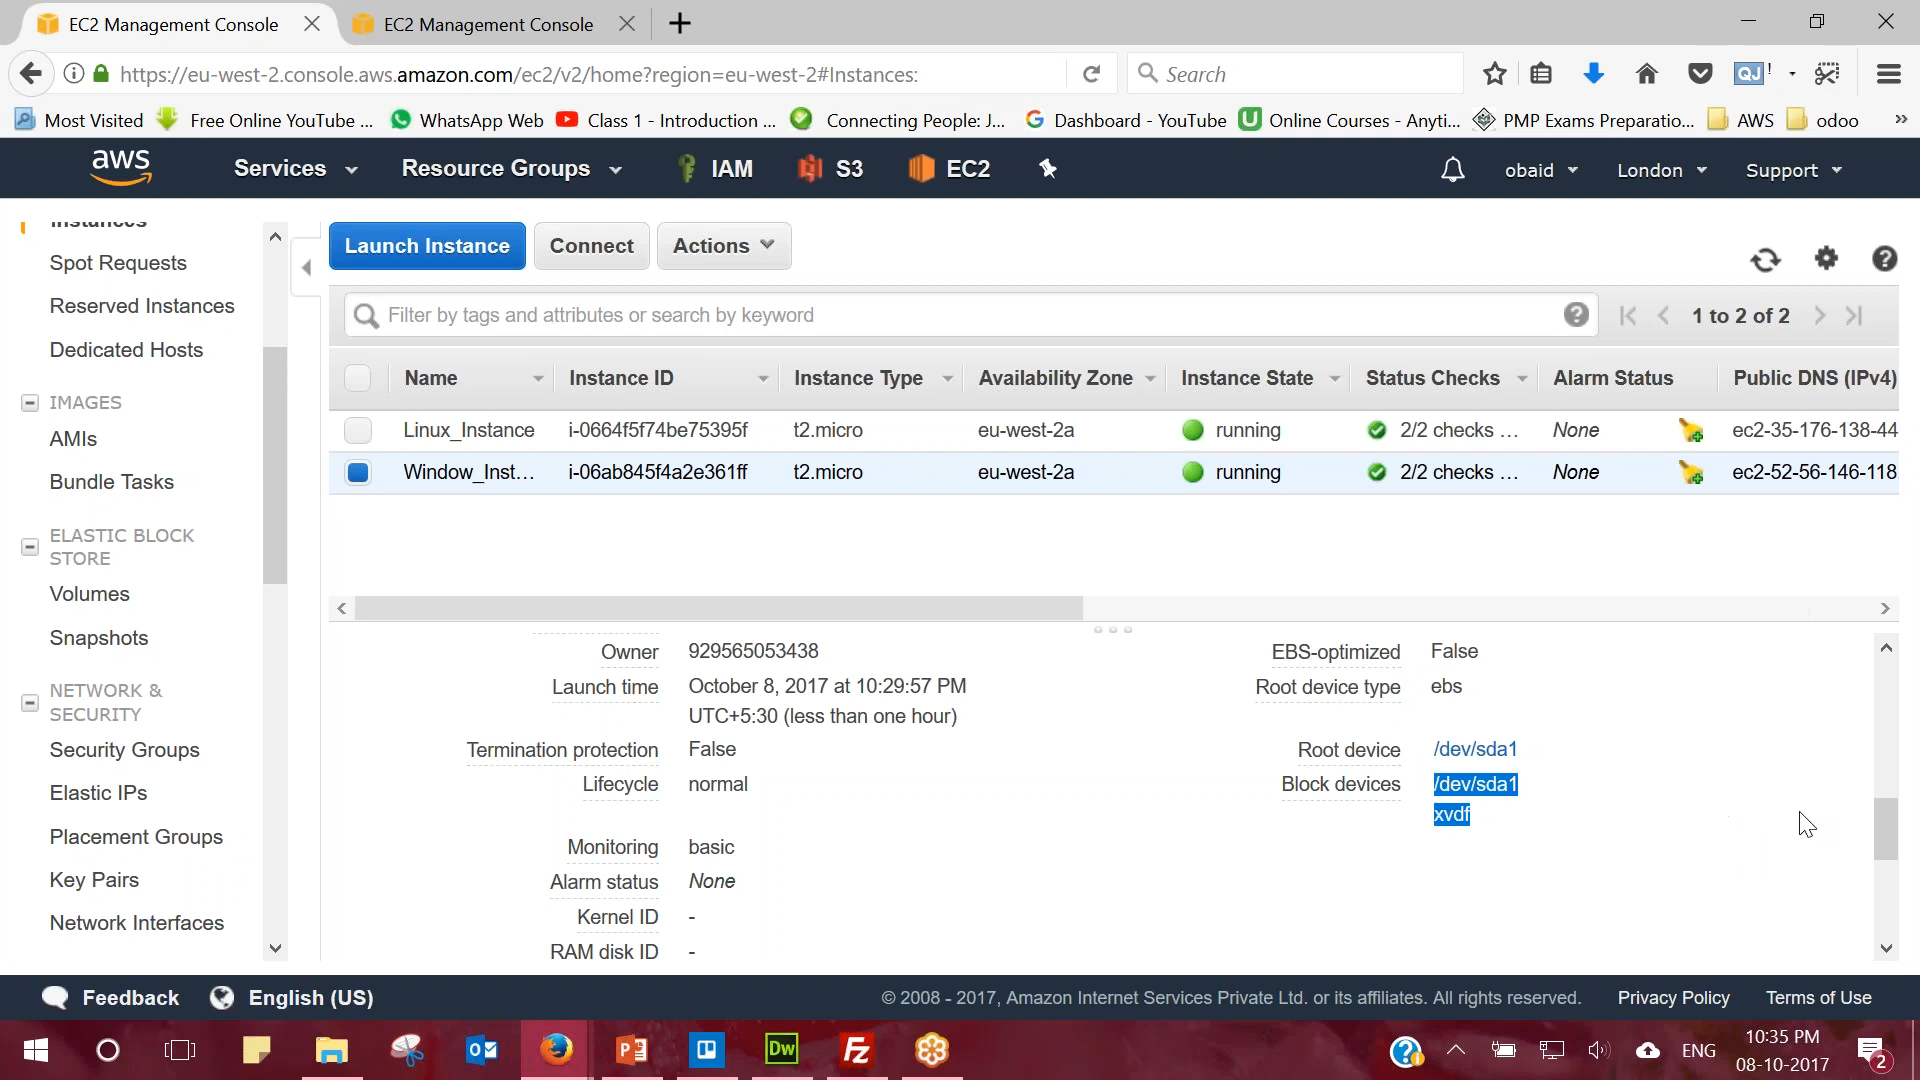 EC2 Management Console
EC2 Management Console
https://eu-west-2.console.aws.amazon.com/ec2/v2/home?region=eu-west-2#Instances:
Search
QJ !
Most Visited
Free Online YouTube ...
WhatsApp Web
Class 1 - Introduction ...
Connecting People: J...
Dashboard - YouTube
Online Courses - Anyti...
PMP Exams Preparatio...
AWS
odoo
aws
Services
Resource Groups
IAM
S3
EC2
obaid
London
Support
Instances
Spot Requests
Reserved Instances
Dedicated Hosts
IMAGES
AMIs
Bundle Tasks
ELASTIC BLOCK
STORE
Volumes
Snapshots
NETWORK &
SECURITY
Security Groups
Elastic IPs
Placement Groups
Key Pairs
Network Interfaces
Launch Instance
Connect
Actions
Filter by tags and attributes or search by keyword
1 to 2 of 2
Name Instance ID Instance Type Availability Zone Instance State Status Checks Alarm Status Public DNS (IPv4)
Linux_Instance i-0664f5f74be75395f t2.micro eu-west-2a running 2/2 checks ... None ec2-35-176-138-44
Window_Inst... i-06ab845f4a2e361ff t2.micro eu-west-2a running 2/2 checks ... None ec2-52-56-146-118
Owner 929565053438
Launch time October 8, 2017 at 10:29:57 PM
UTC+5:30 (less than one hour)
Termination protection False
Lifecycle normal
Monitoring basic
Alarm status None
Kernel ID -
RAM disk ID -
EBS-optimized False
Root device type ebs
Root device /dev/sda1
Block devices /dev/sda1
xvdf
Feedback
English (US)
© 2008 - 2017, Amazon Internet Services Private Ltd. or its affiliates. All rights reserved.
Privacy Policy
Terms of Use
Dw
Fz
ENG
10:35 PM
08-10-2017
2